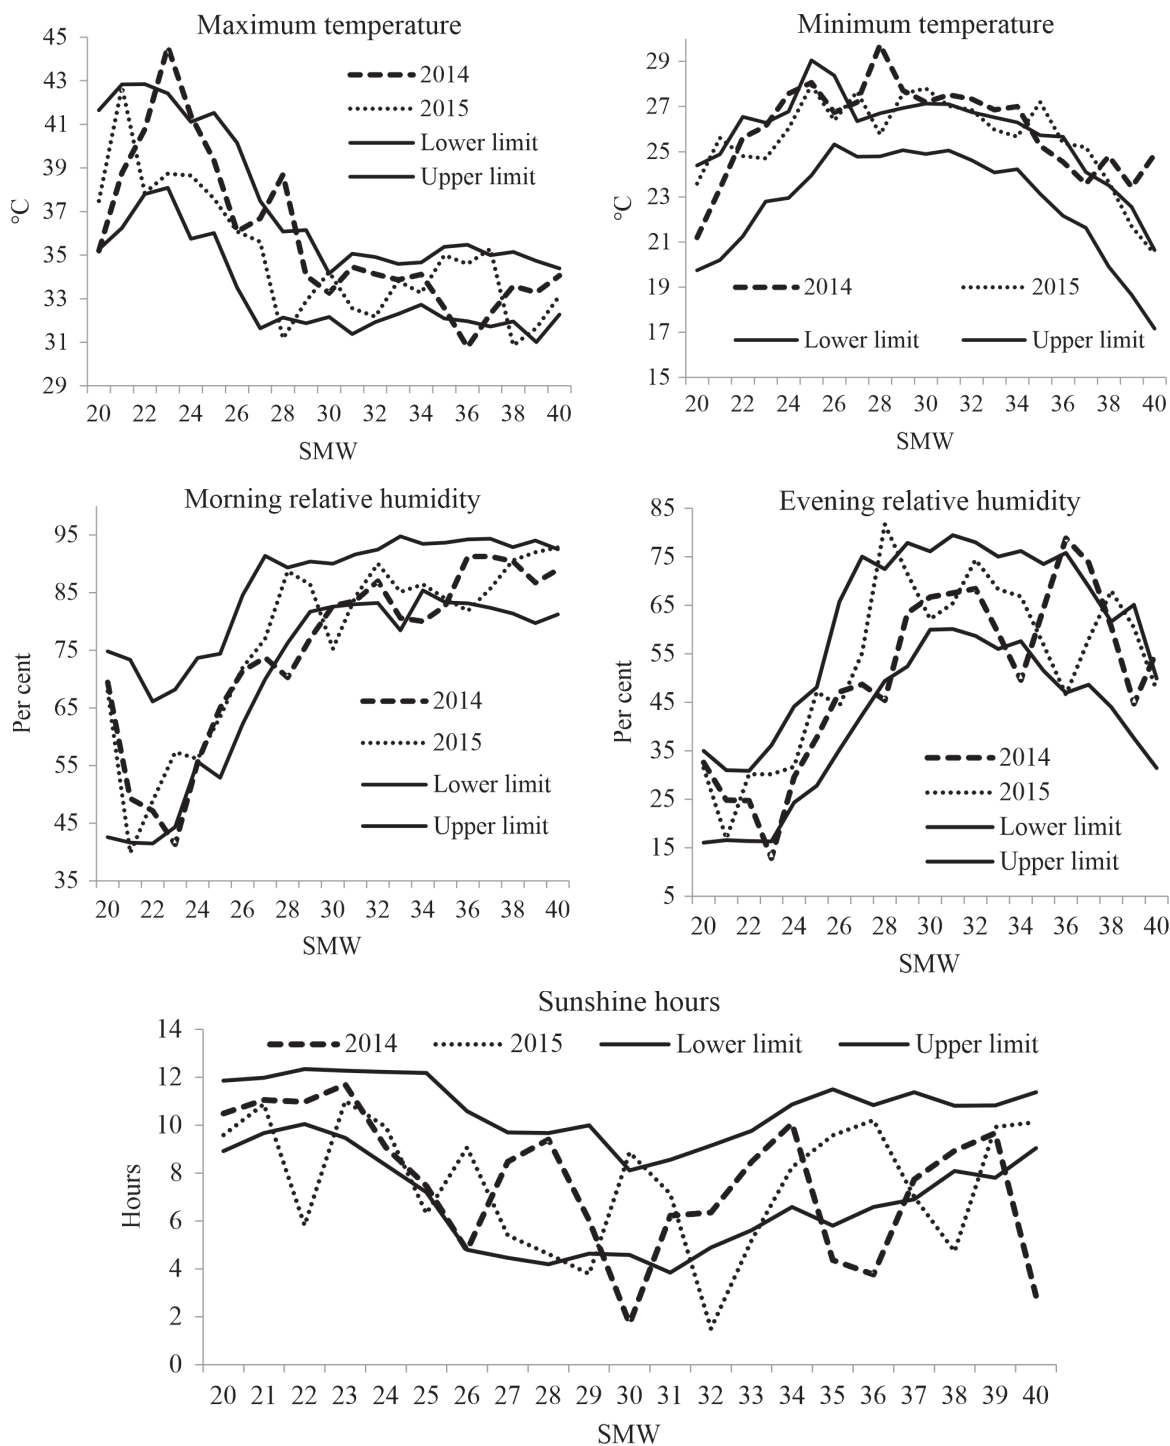 Maximum temperature
45
43
41
39
37
35
33
31
29
°C
2014
2015
Lower limit
Upper limit
20 22 24 26 28 30 32 34 36 38 40
SMW
Minimum temperature
29
27
25
23
21
19
17
15
°C
2014 2015
Lower limit Upper limit
20 22 24 26 28 30 32 34 36 38 40
SMW
Morning relative humidity
95
85
75
65
55
45
35
Per cent
2014
2015
Lower limit
Upper limit
20 22 24 26 28 30 32 34 36 38 40
SMW
Evening relative humidity
85
75
65
55
45
35
25
15
5
Per cent
2014
2015
Lower limit
Upper limit
20 22 24 26 28 30 32 34 36 38 40
SMW
Sunshine hours
14
12
10
8
6
4
2
0
Hours
2014 2015 Lower limit Upper limit
20 21 22 23 24 25 26 27 28 29 30 31 32 33 34 35 36 37 38 39 40
SMW